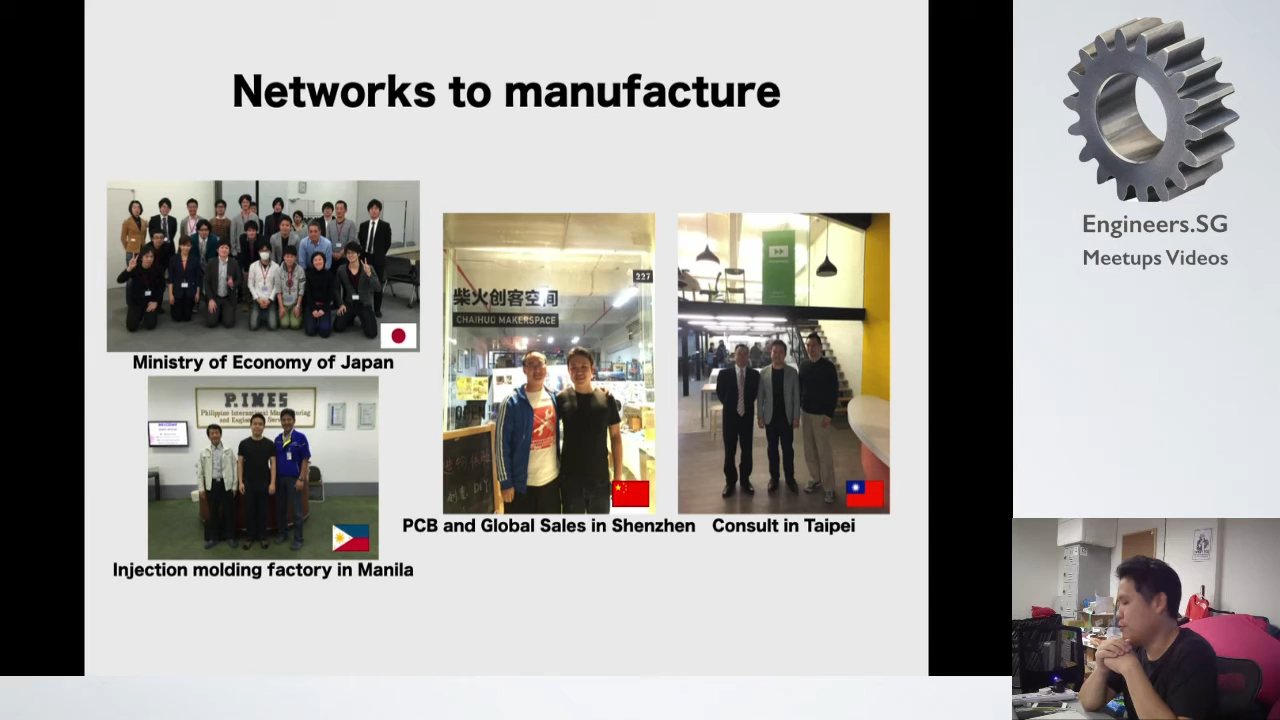 Networks to manufacture
Ministry of Economy of Japan
P.IMES
Philippine International Manufacturing
and Engineering Services
Injection molding factory in Manila
227
柴火创客空间
CHAIHUO MAKERSPACE
PCB and Global Sales in Shenzhen
Consult in Taipei
Engineers.SG
Meetups Videos